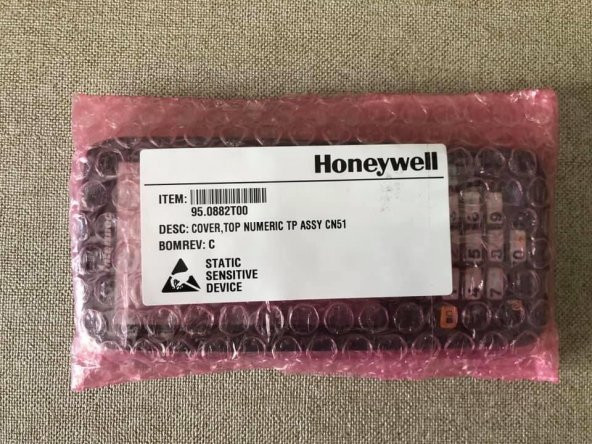 Honeywell
ITEM:
95.0882T00
DESC: COVER,TOP NUMERIC TP ASSY CN51
BOMREV: C
STATIC
SENSITIVE
DEVICE